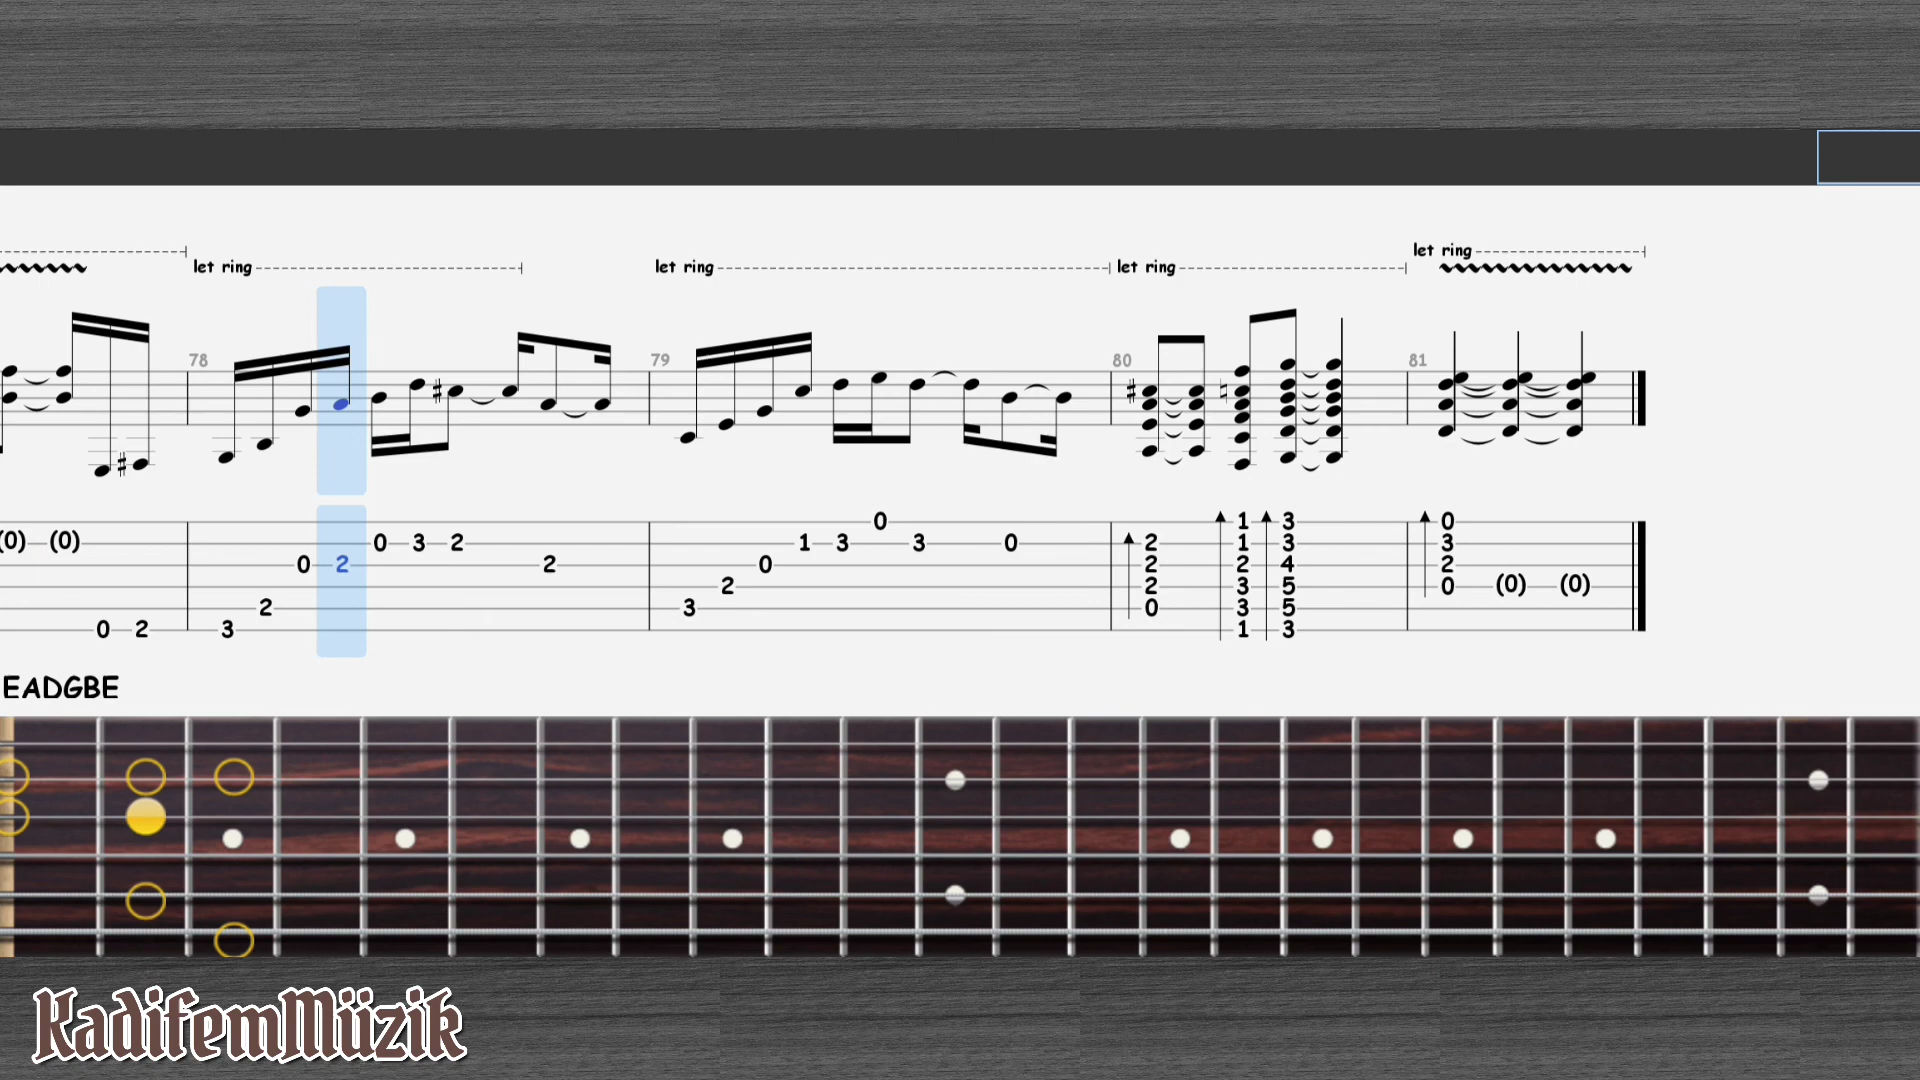 let ring
let ring
let ring
let ring
78
79
80
81
(0) (0) 0 2
3 2 0 2 0 3 2 2
3 2 0 1 3 0 3 0
2 1 3
2 1 3
2 2 4
0 3 5
3 5
1 3
0
3
2
0 (0) (0)
EADGBE
KadifemMüzik